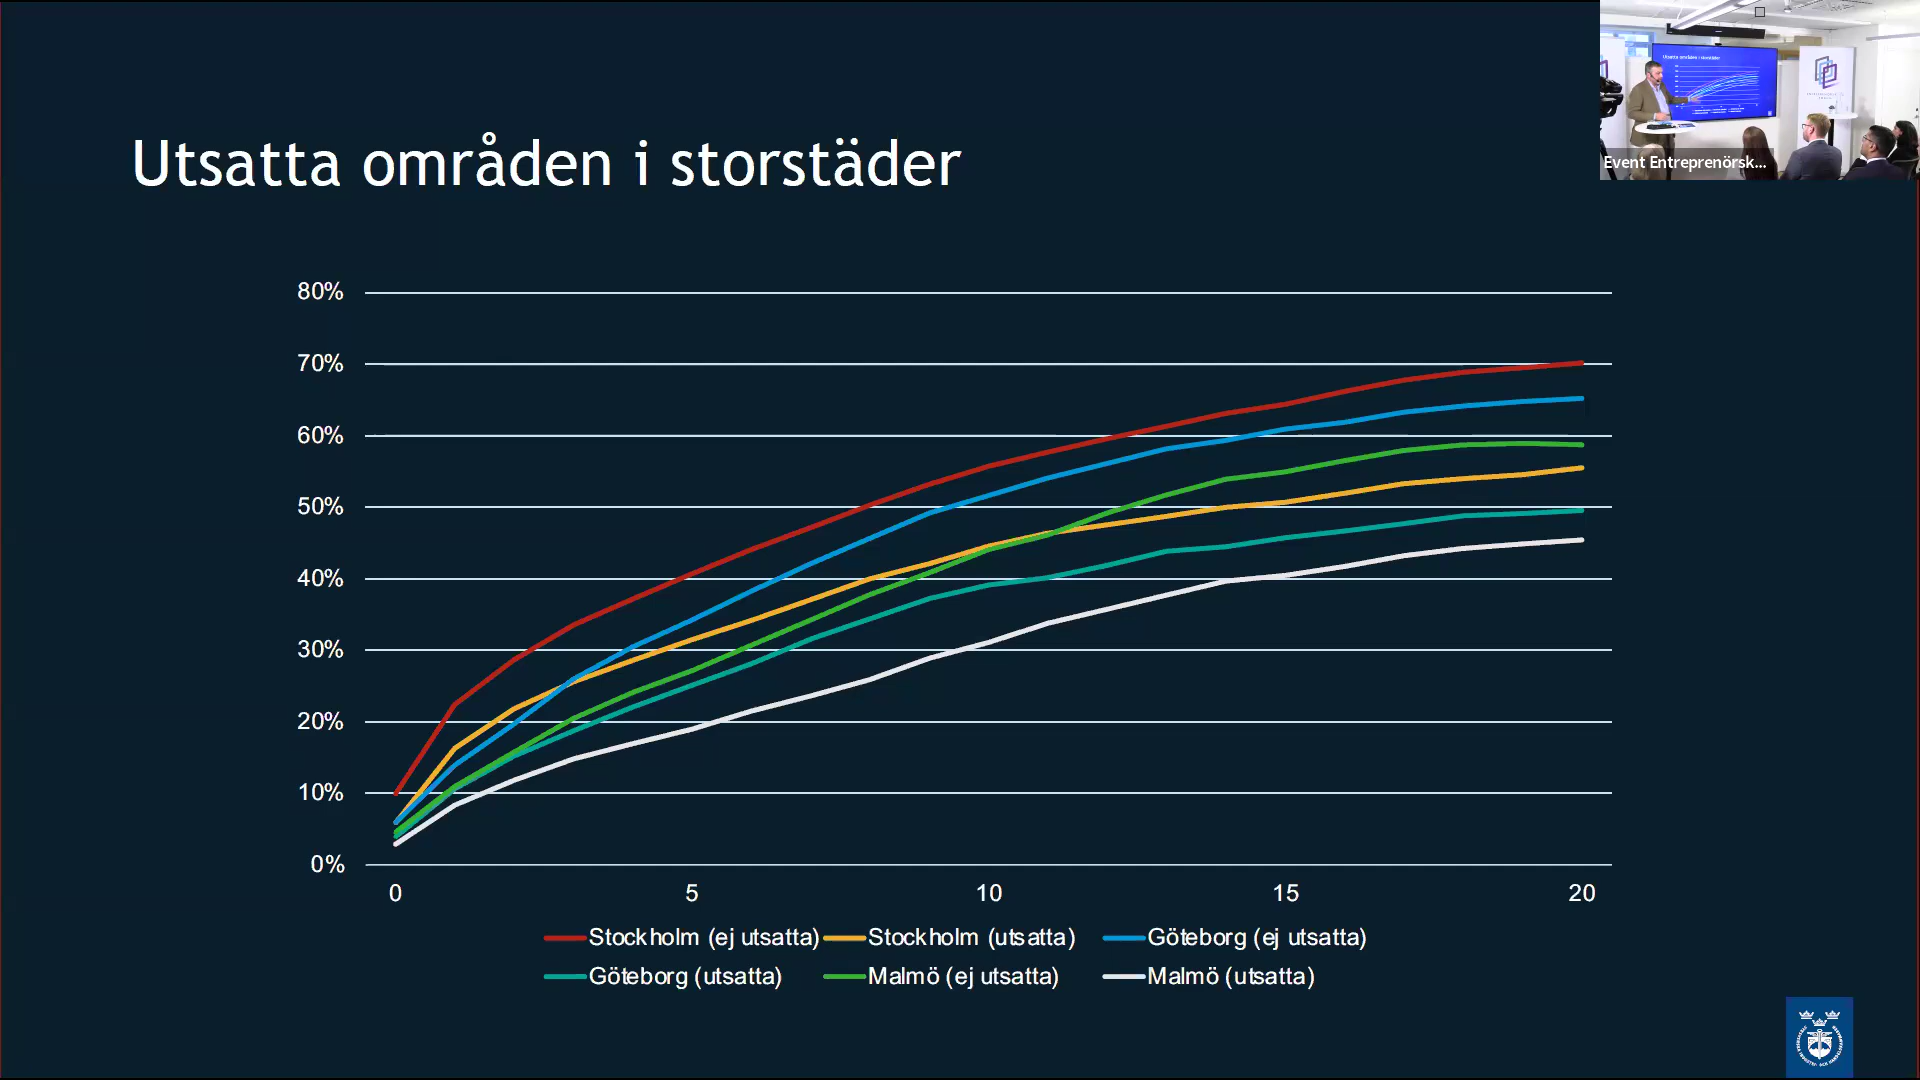 Utsatta områden i storstäder
Event Entreprenörsk...
80%
70%
60%
50%
40%
30%
20%
10%
0%
0 5 10 15 20
Stockholm (ej utsatta) Stockholm (utsatta) Göteborg (ej utsatta)
Göteborg (utsatta) Malmö (ej utsatta) Malmö (utsatta)